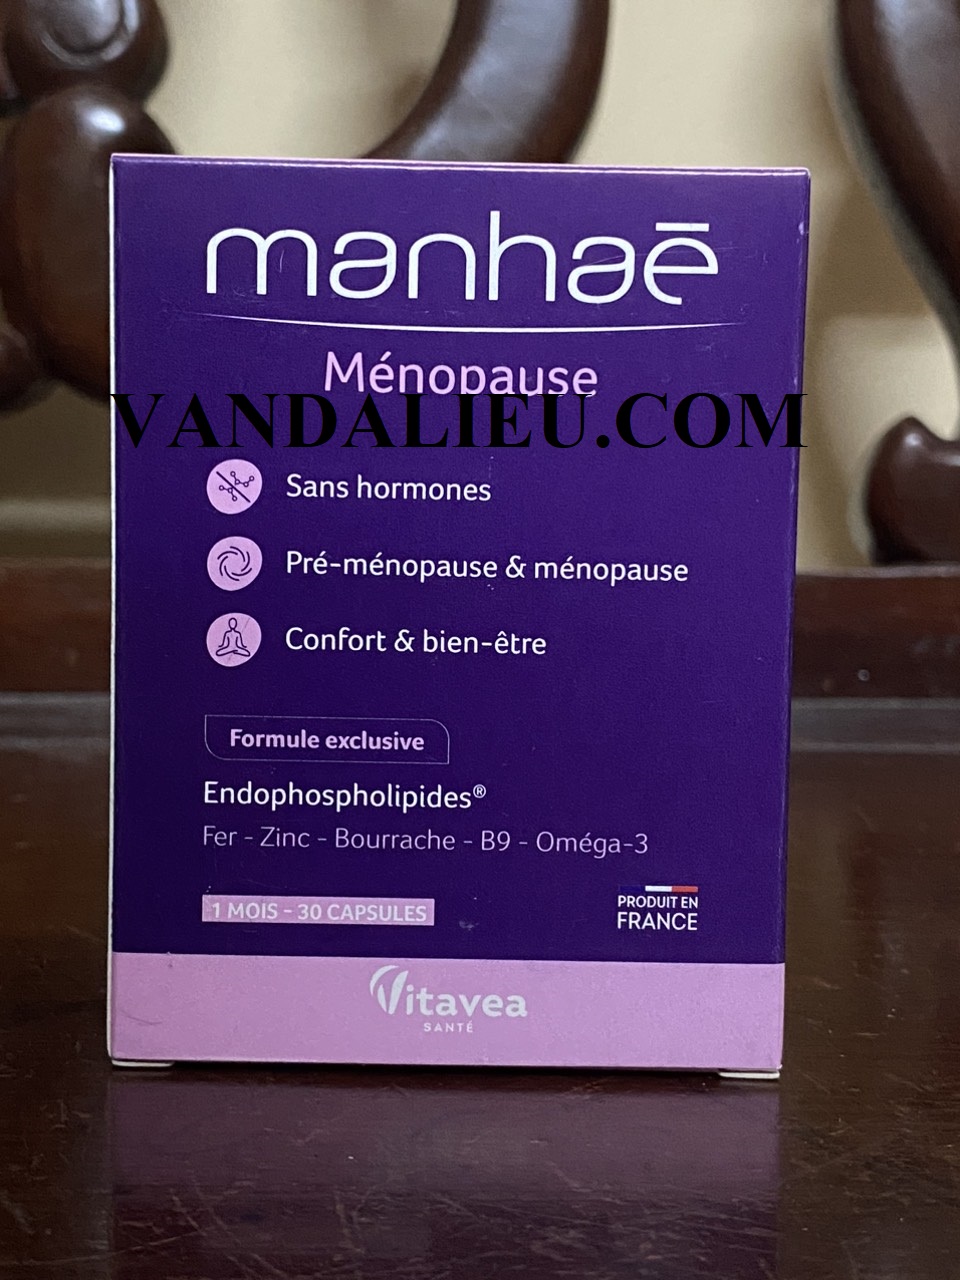 manhaē
Ménopause
VANDALIEU.COM
Sans hormones
Pré-ménopause & ménopause
Confort & bien-être
Formule exclusive
Endophospholipides®
Fer - Zinc - Bourrache - B9 - Oméga-3
1 MOIS - 30 CAPSULES
PRODUIT EN
FRANCE
Vitavea
SANTÉ